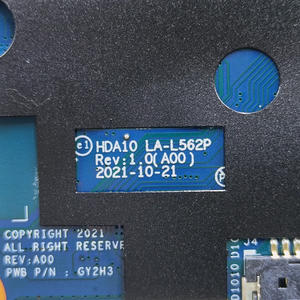 e1 HDA10 LA-L562P
Rev:1.0(A00)
2021-10-21
COPYRIGHT 2021
ALL RIGHT RESERVE
REV:A00
PWB P/N : GY2H3